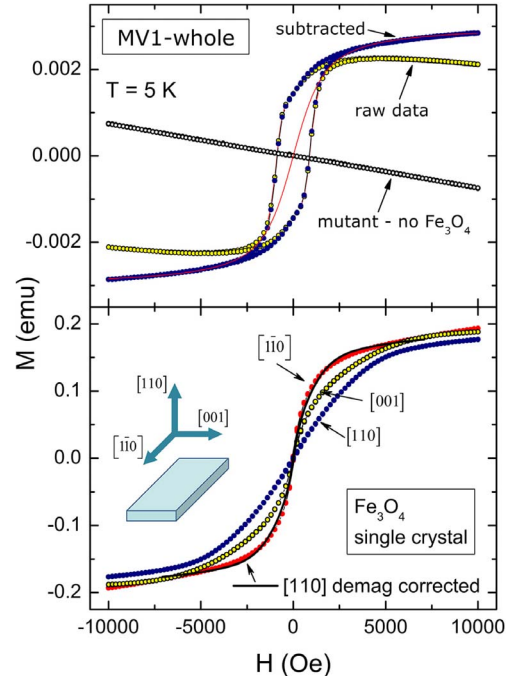 MV1-whole
subtracted
T = 5 K
raw data
mutant - no Fe₃O₄
0.002
0.000
-0.002
M (emu)
0.2
0.1
0.0
-0.1
-0.2
[11̄0]
[001]
[110]
[110]
[001]
[11̄0]
Fe₃O₄
single crystal
[110] demag corrected
-10000 -5000 0 5000 10000
H (Oe)